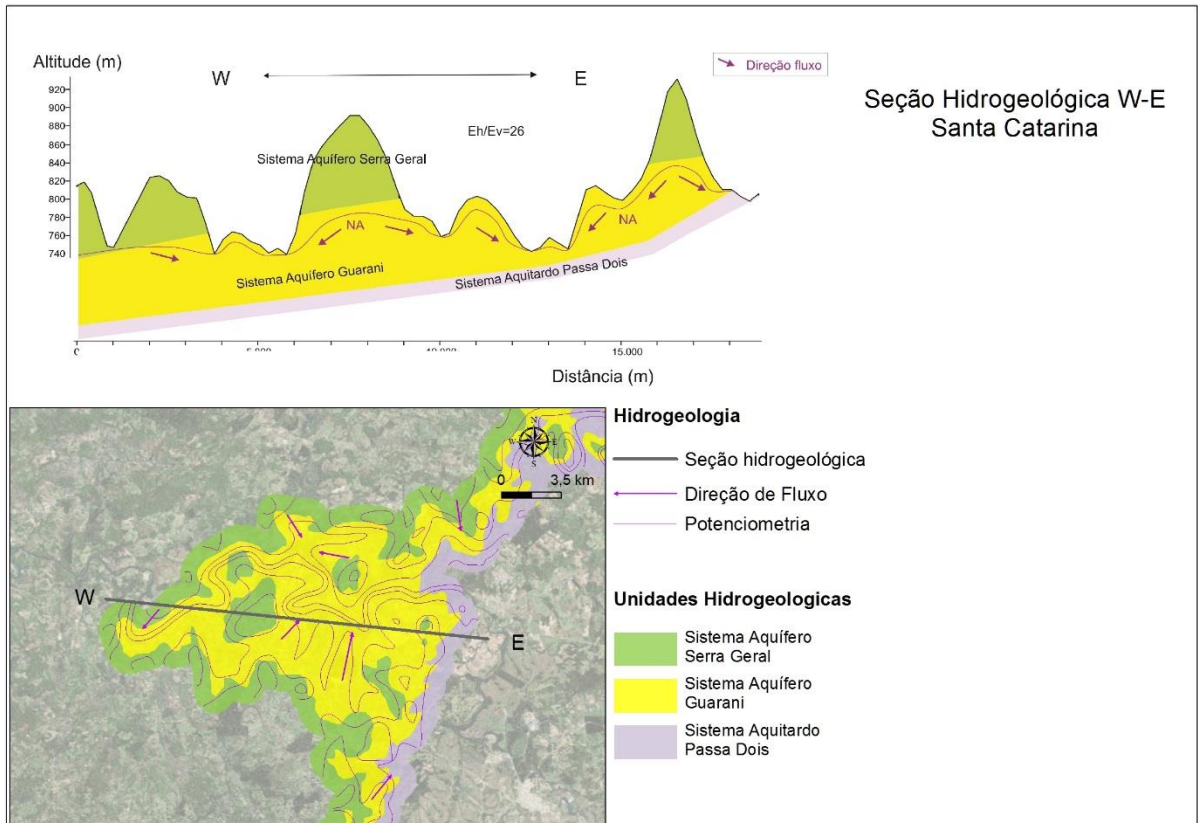 Altitude (m)
W
E
Direção fluxo
Seção Hidrogeológica W-E
Santa Catarina
920
900
880
860
840
820
800
780
760
740
Eh/Ev=26
Sistema Aquífero Serra Geral
NA
NA
Sistema Aquífero Guarani
Sistema Aquitardo Passa Dois
15.000
Distância (m)
N
W
E
S
0 3,5 km
W
E
Hidrogeologia
Seção hidrogeológica
Direção de Fluxo
Potenciometria
Unidades Hidrogeologicas
Sistema Aquífero
Serra Geral
Sistema Aquífero
Guarani
Sistema Aquitardo
Passa Dois